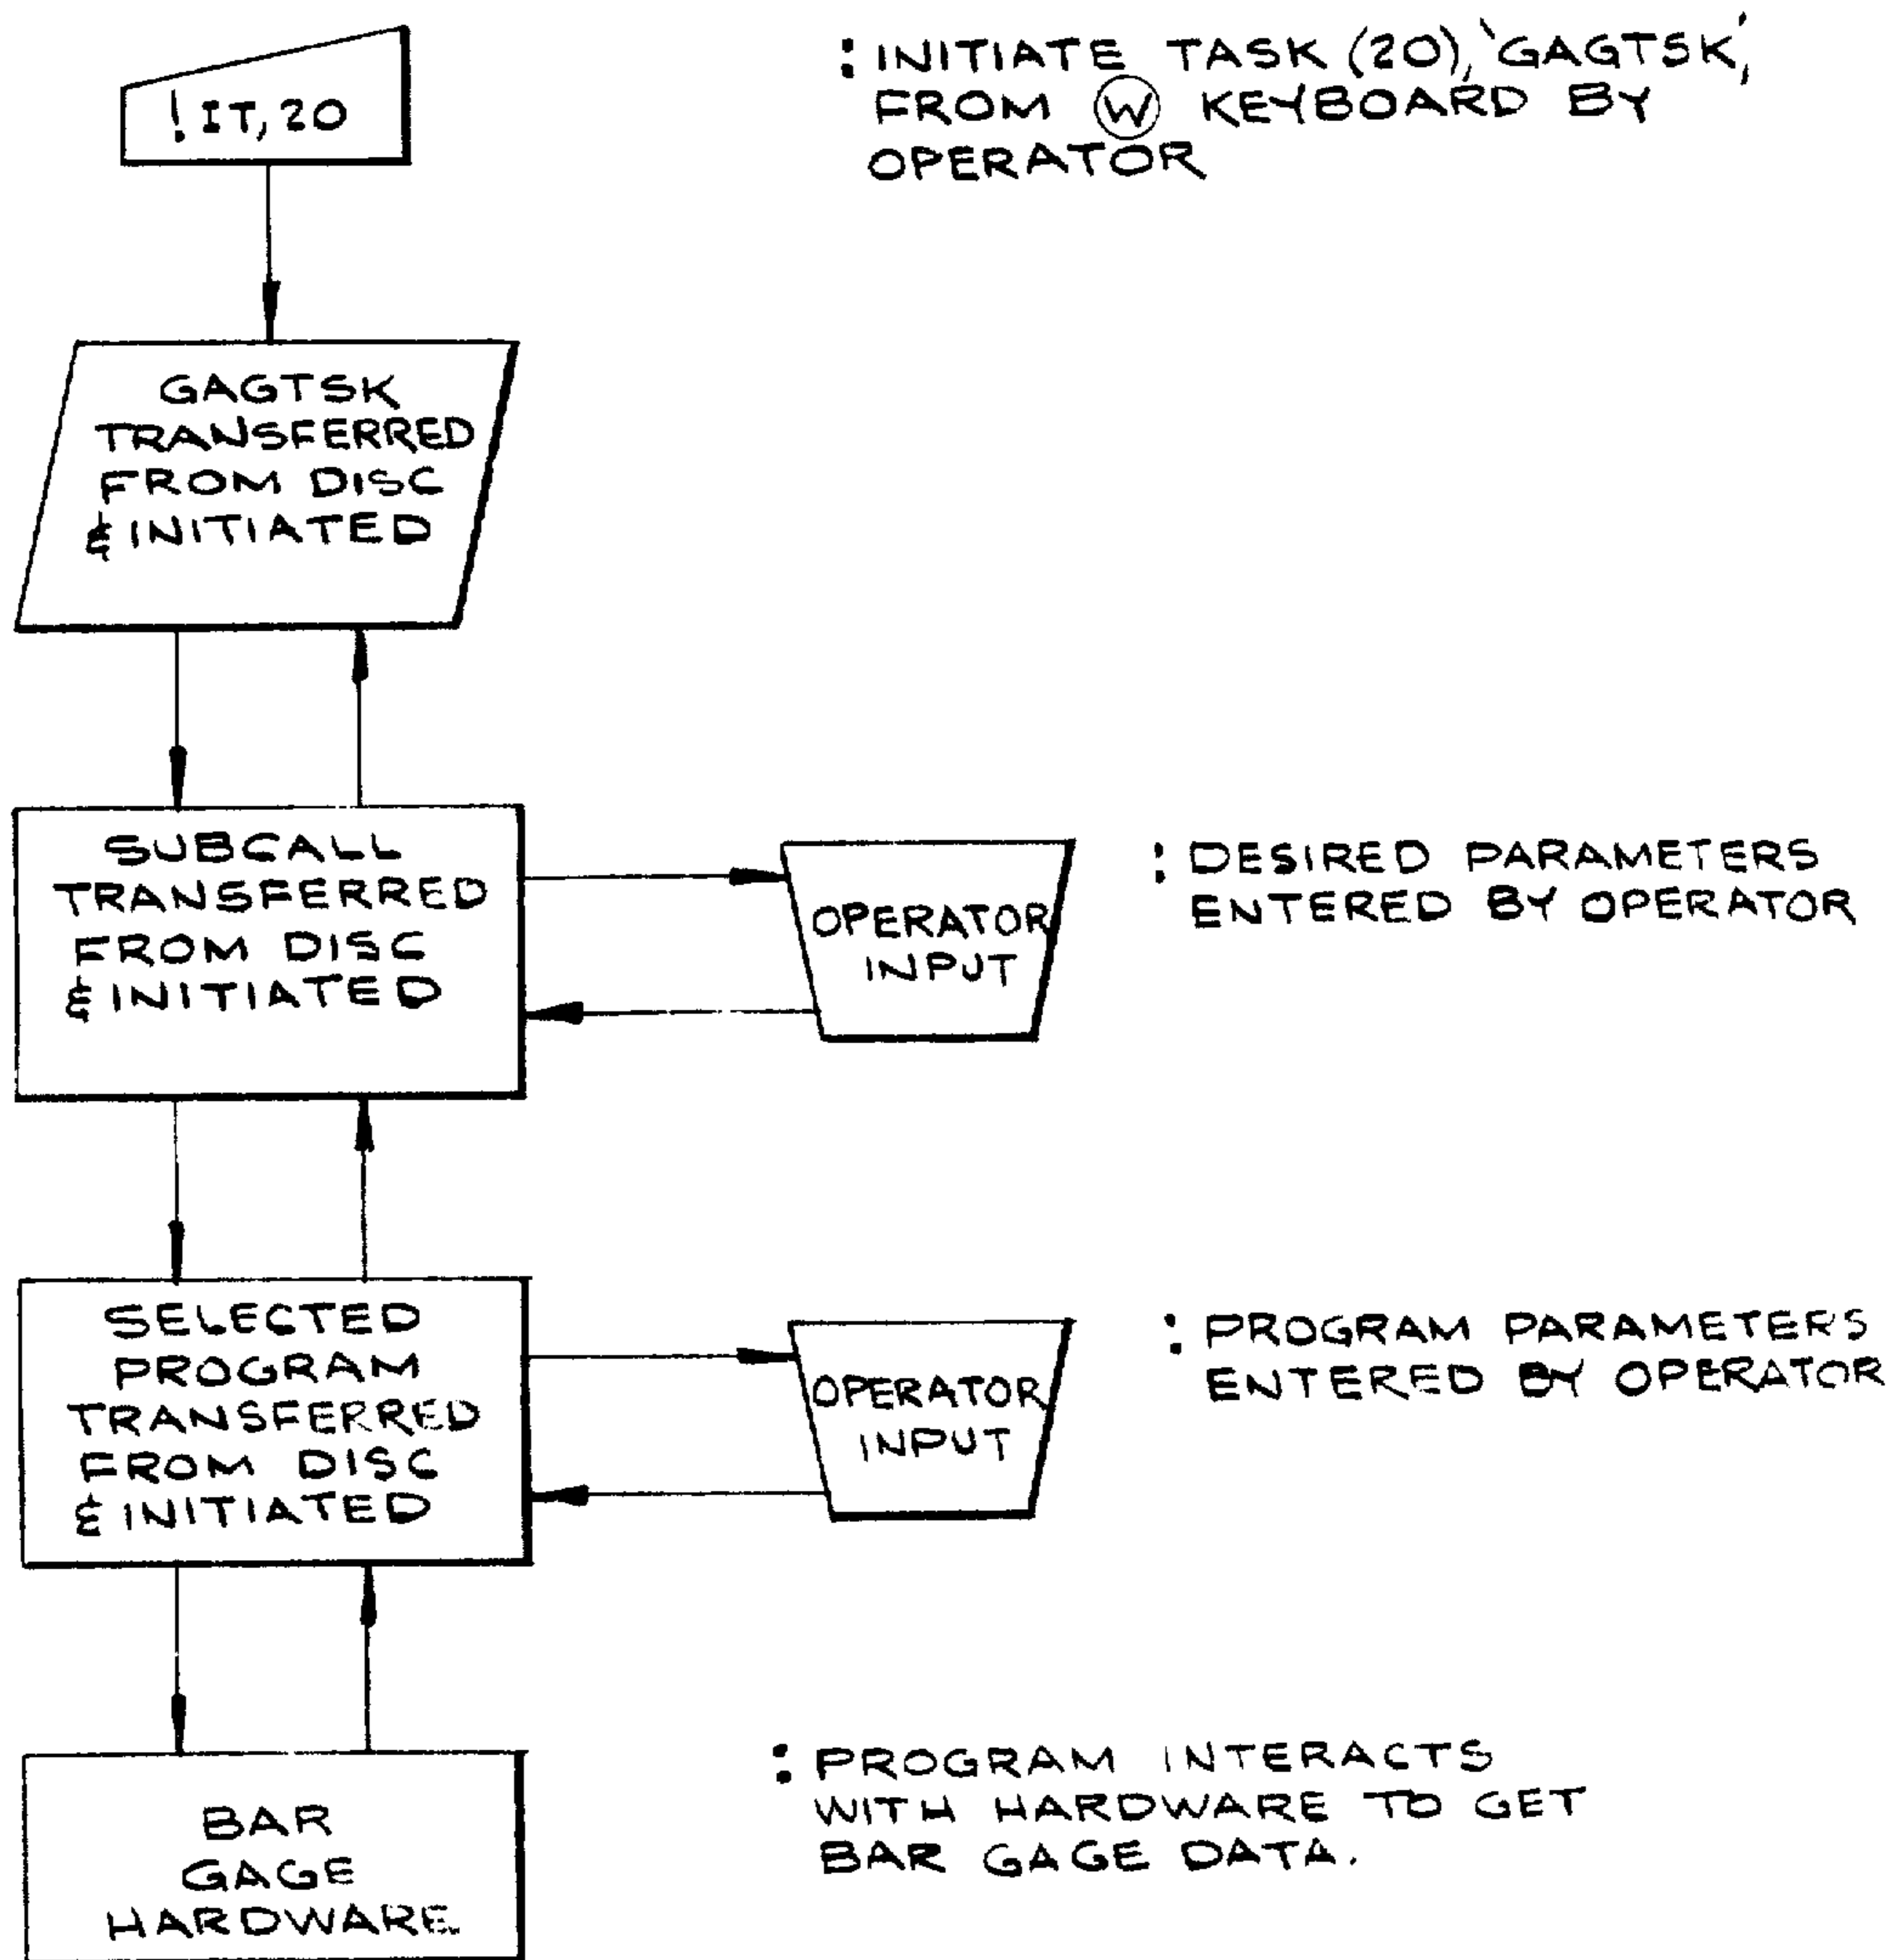 ! IT, 20
: INITIATE TASK (20), 'GAGTSK',
FROM W KEYBOARD BY
OPERATOR
GAGTSK
TRANSFERRED
FROM DISC
& INITIATED
SUBCALL
TRANSFERRED
FROM DISC
& INITIATED
OPERATOR
INPUT
: DESIRED PARAMETERS
ENTERED BY OPERATOR
SELECTED
PROGRAM
TRANSFERRED
FROM DISC
& INITIATED
OPERATOR
INPUT
: PROGRAM PARAMETERS
ENTERED BY OPERATOR
BAR
GAGE
HARDWARE
: PROGRAM INTERACTS
WITH HARDWARE TO GET
BAR GAGE DATA.